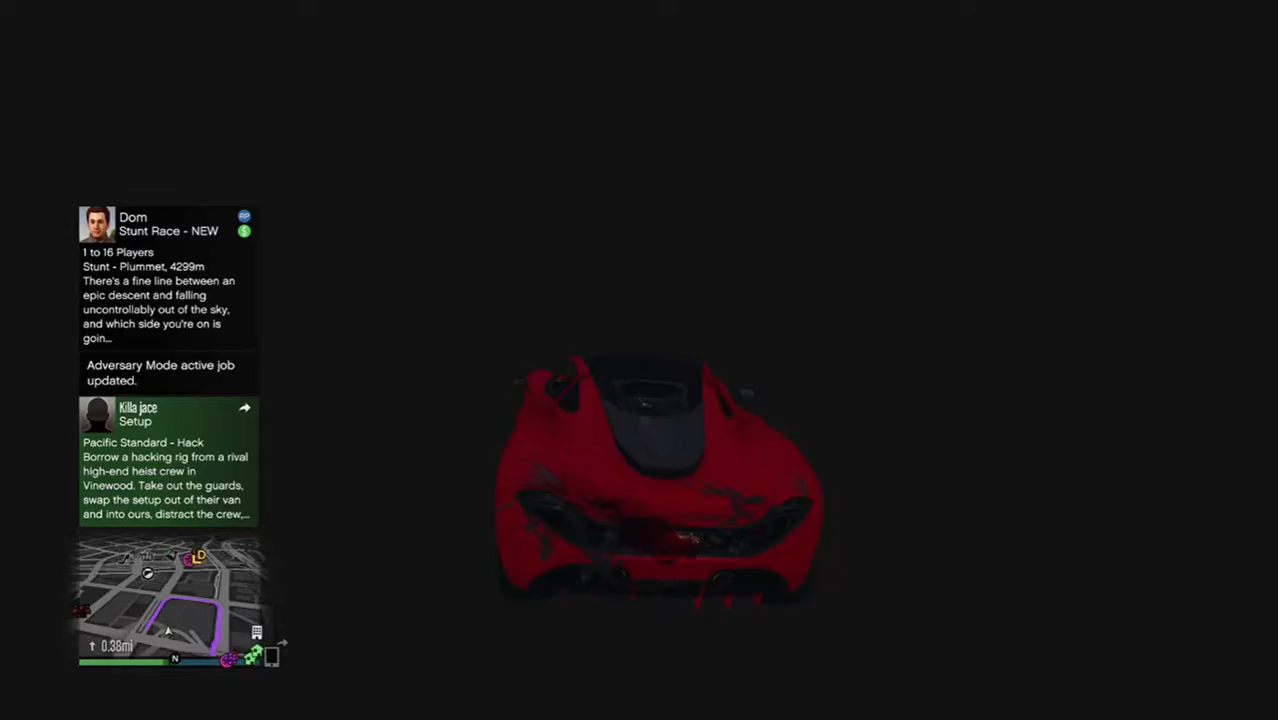 Dom
RP
Stunt Race - NEW
$
1 to 16 Players
Stunt - Plummet, 4299m
There's a fine line between an
epic descent and falling
uncontrollably out of the sky,
and which side you're on is
goin...
Adversary Mode active job
updated.
Killa jace
Setup
Pacific Standard - Hack
Borrow a hacking rig from a rival
high-end heist crew in
Vinewood. Take out the guards,
swap the setup out of their van
and into ours, distract the crew,...
L D
0.38mi
N